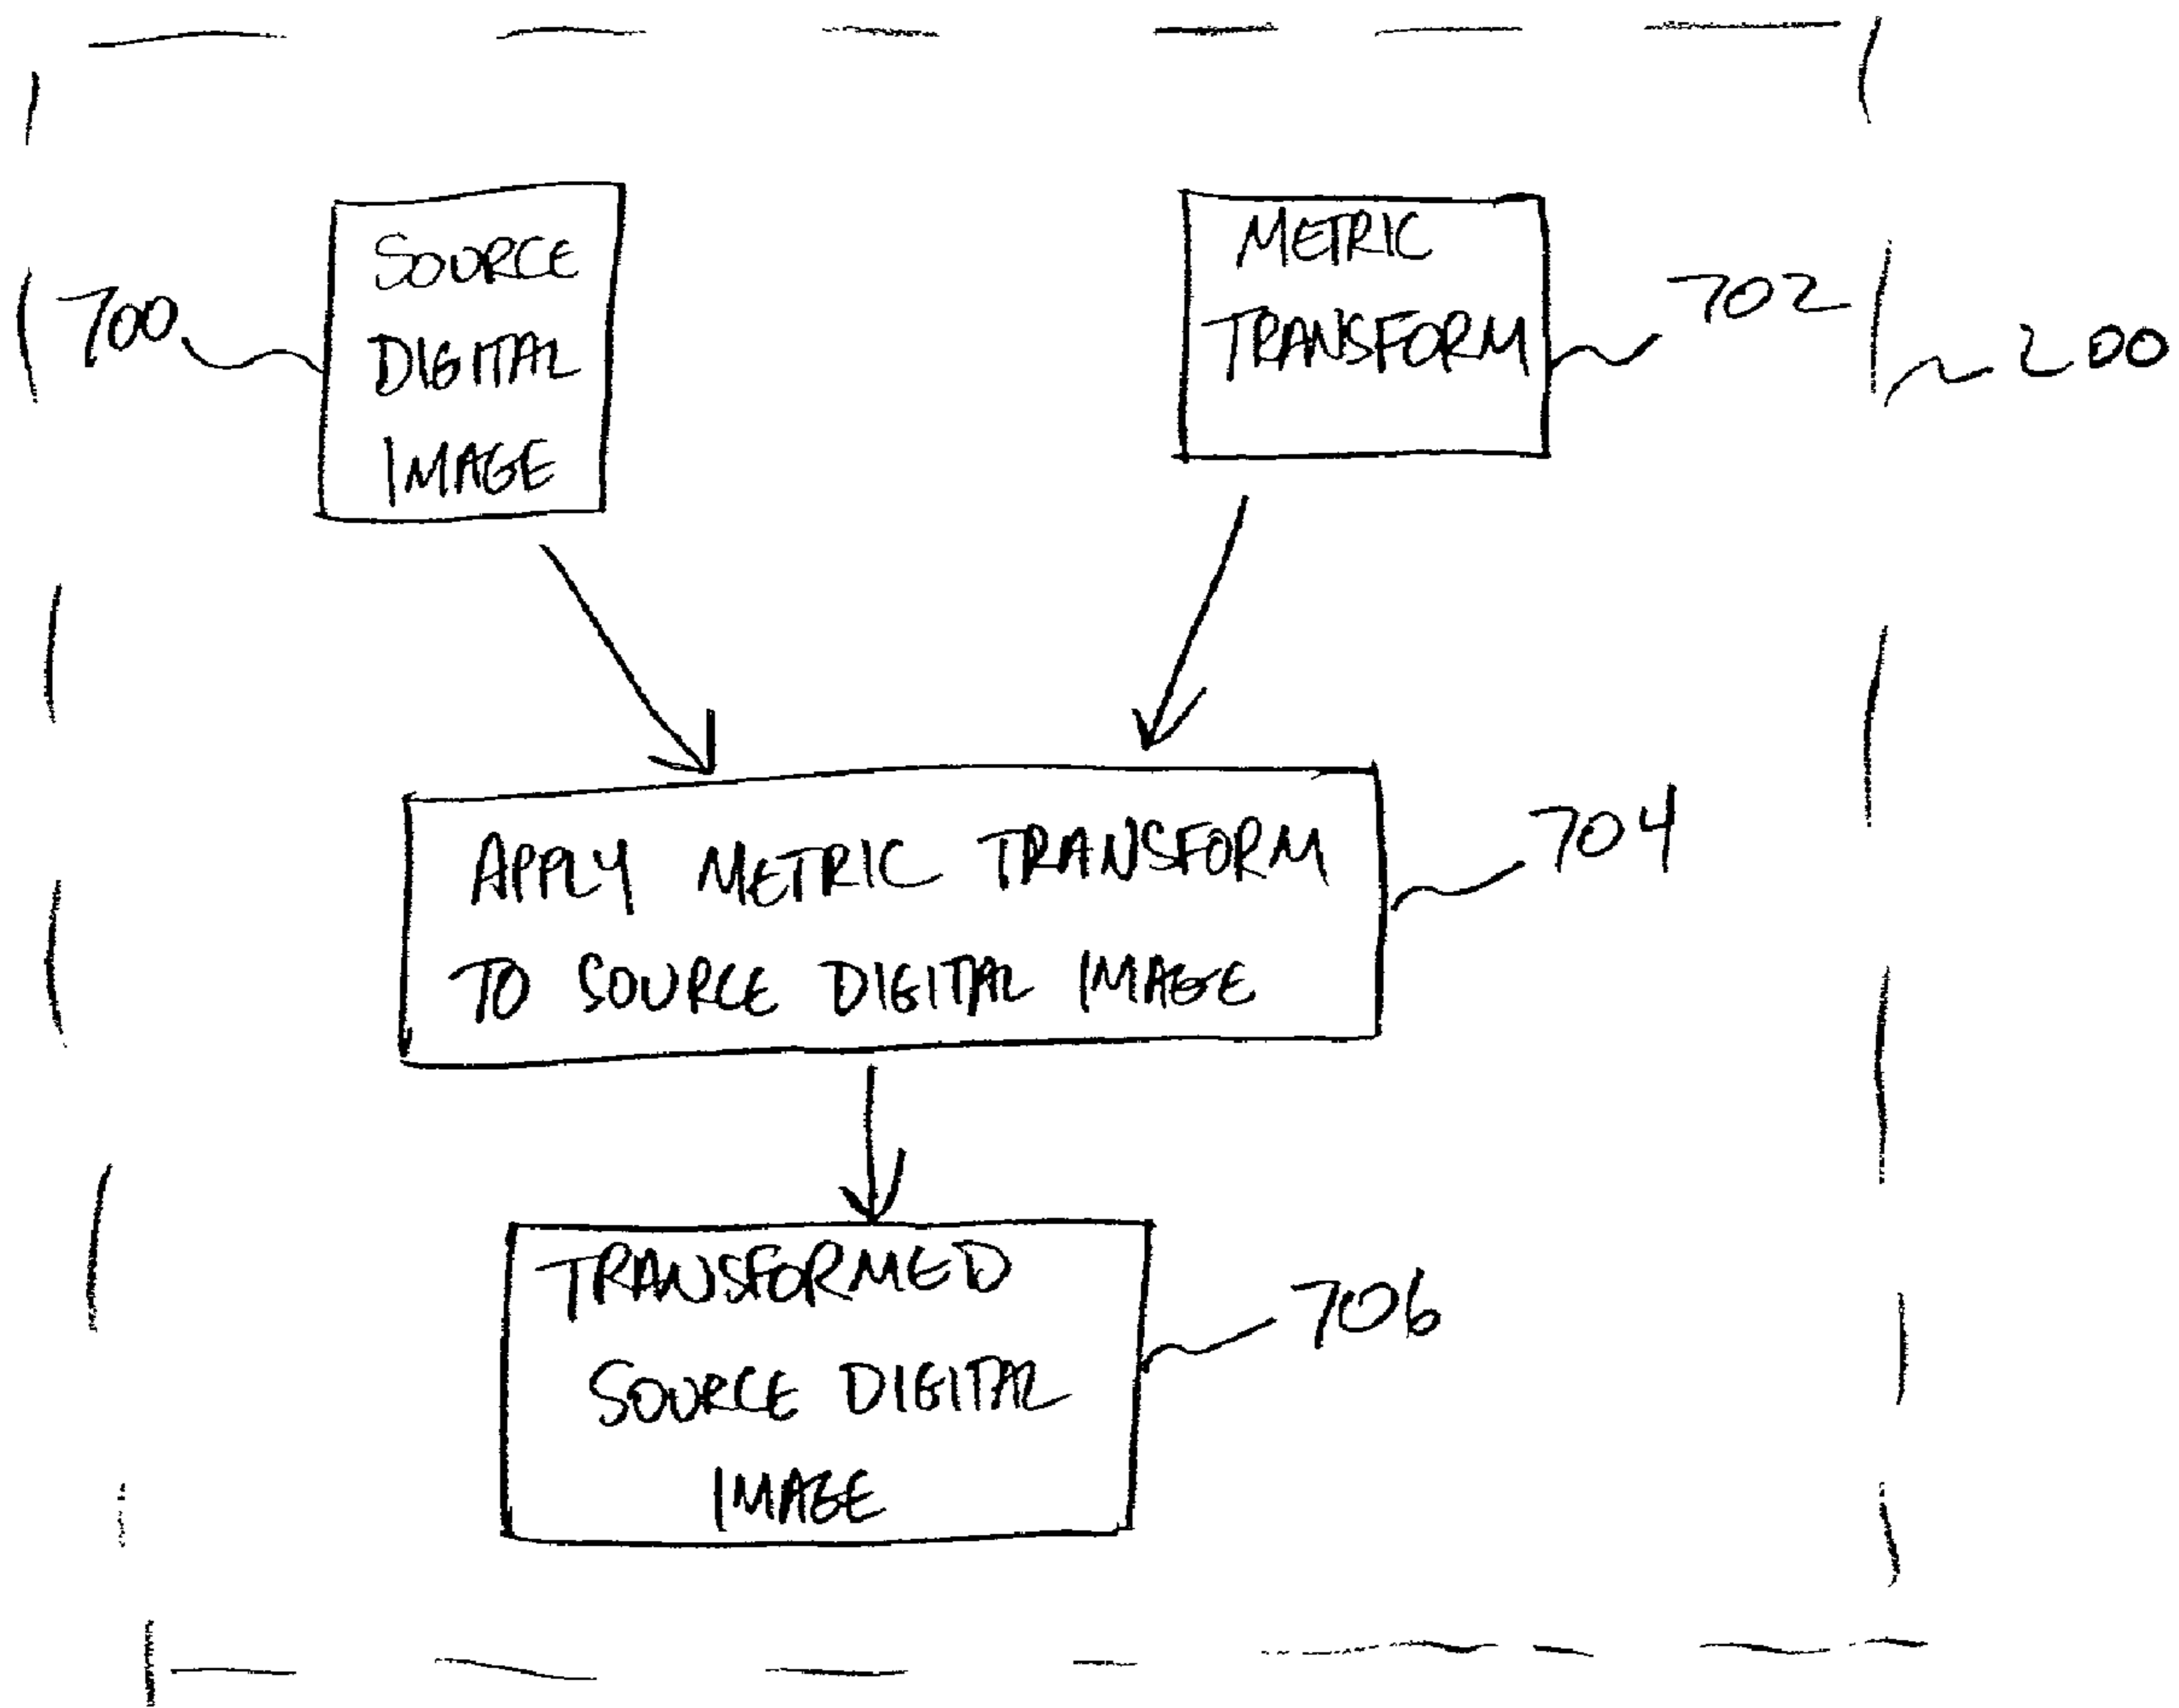 SOURCE
DIGITAL
IMAGE
700
METRIC
TRANSFORM
702
200
APPLY METRIC TRANSFORM
TO SOURCE DIGITAL IMAGE
704
TRANSFORMED
SOURCE DIGITAL
IMAGE
706